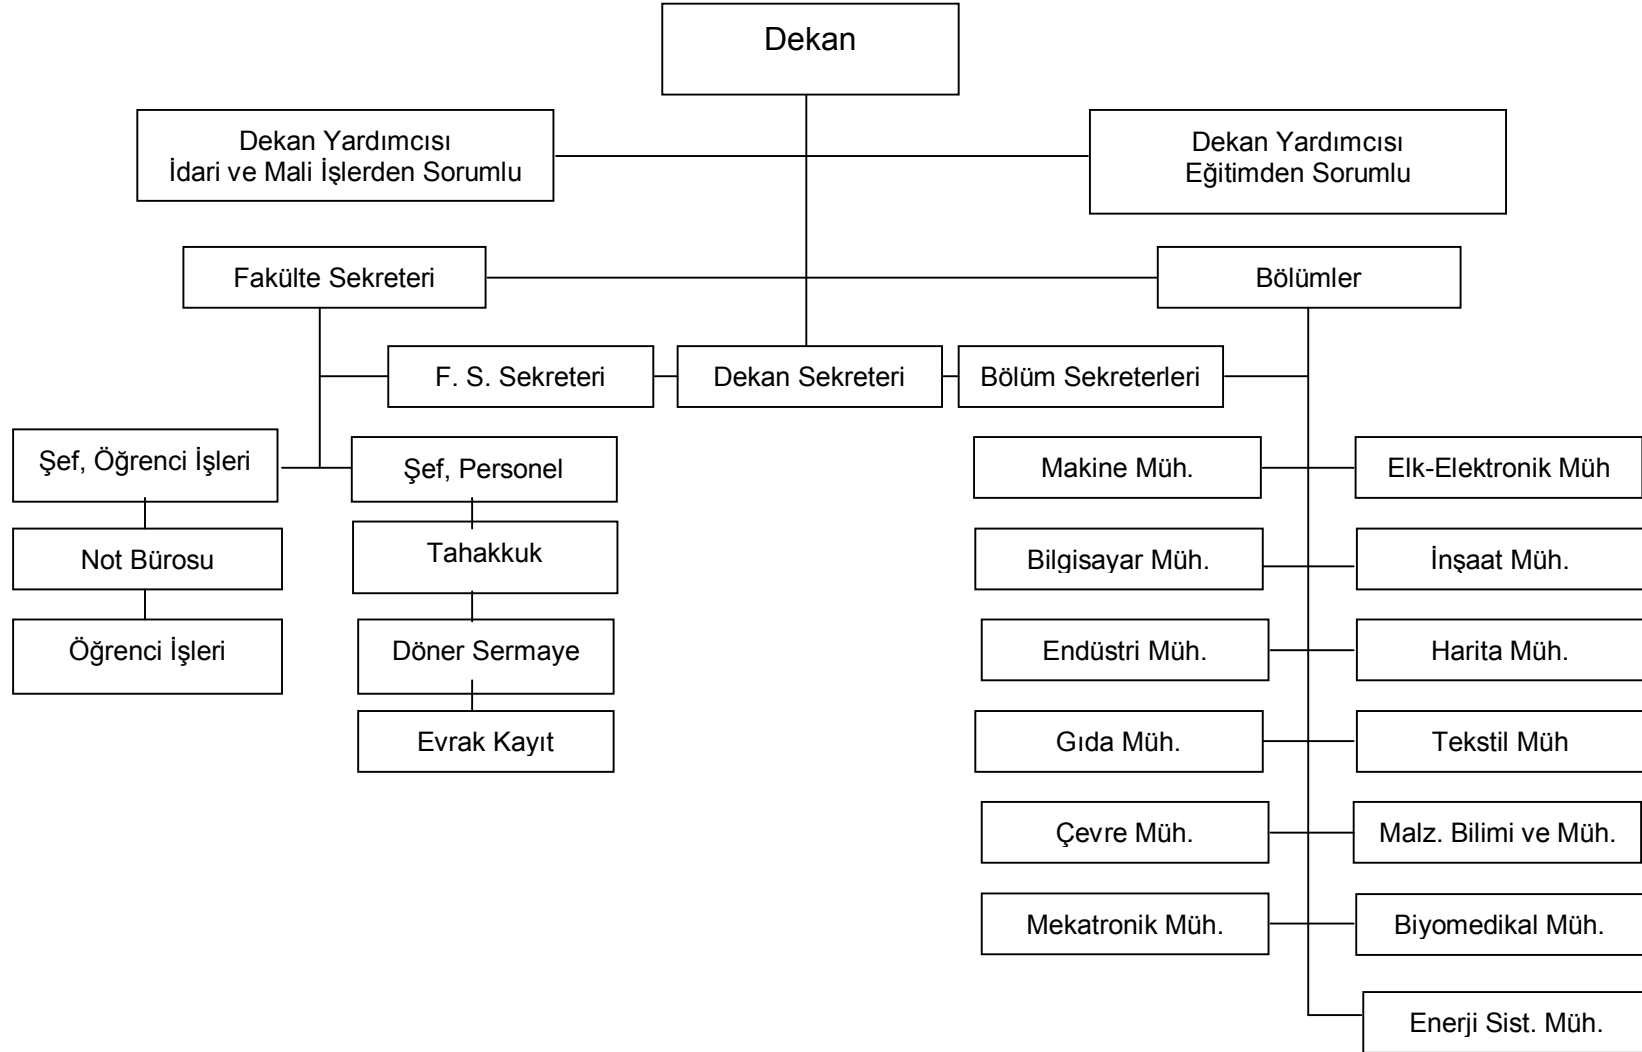 Dekan
Dekan Yardımcısı
İdari ve Mali İşlerden Sorumlu
Dekan Yardımcısı
Eğitimden Sorumlu
Fakülte Sekreteri
Bölümler
F. S. Sekreteri
Dekan Sekreteri
Bölüm Sekreterleri
Şef, Öğrenci İşleri
Şef, Personel
Makine Müh.
Elk-Elektronik Müh
Not Bürosu
Tahakkuk
Bilgisayar Müh.
İnşaat Müh.
Öğrenci İşleri
Döner Sermaye
Endüstri Müh.
Harita Müh.
Evrak Kayıt
Gıda Müh.
Tekstil Müh
Çevre Müh.
Malz. Bilimi ve Müh.
Mekatronik Müh.
Biyomedikal Müh.
Enerji Sist. Müh.